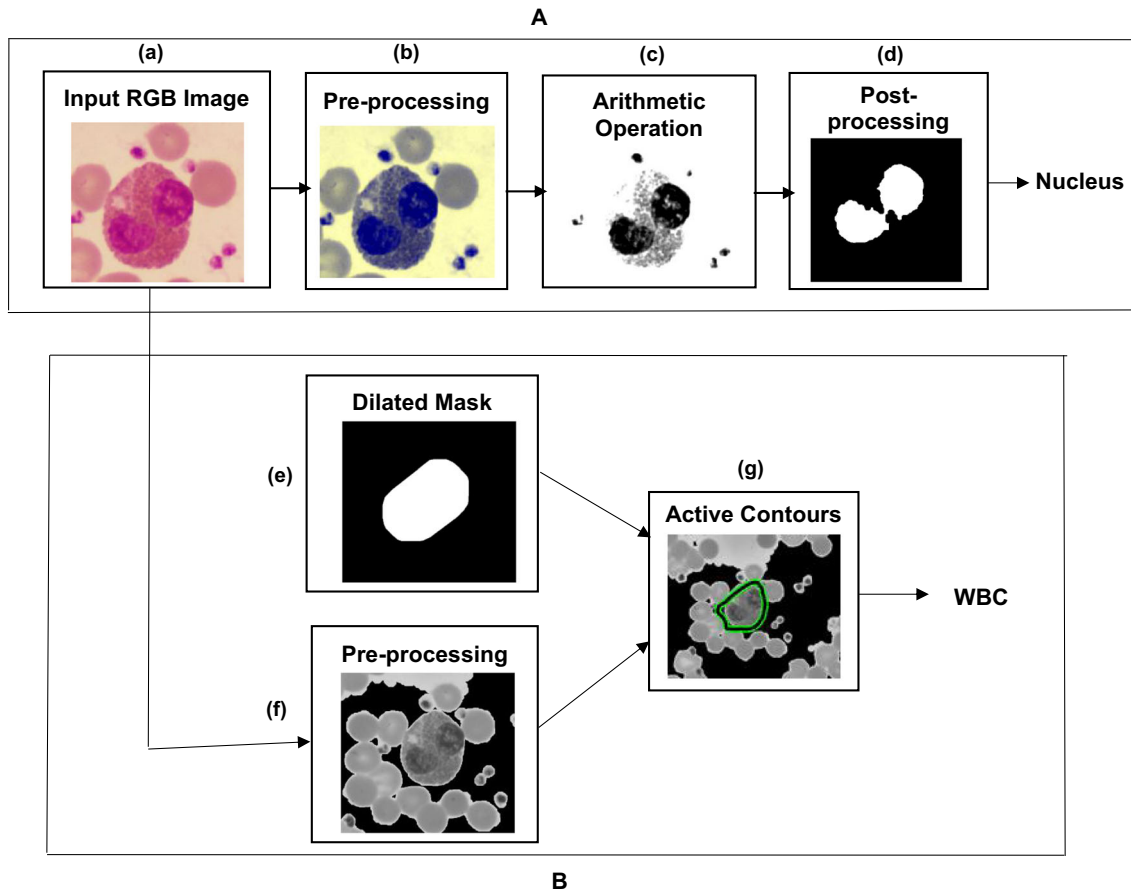 A
(a)
(b)
(c)
(d)
Input RGB Image
Pre-processing
Arithmetic
Operation
Post-
processing
Nucleus
Dilated Mask
(e)
(g)
Active Contours
WBC
Pre-processing
(f)
B